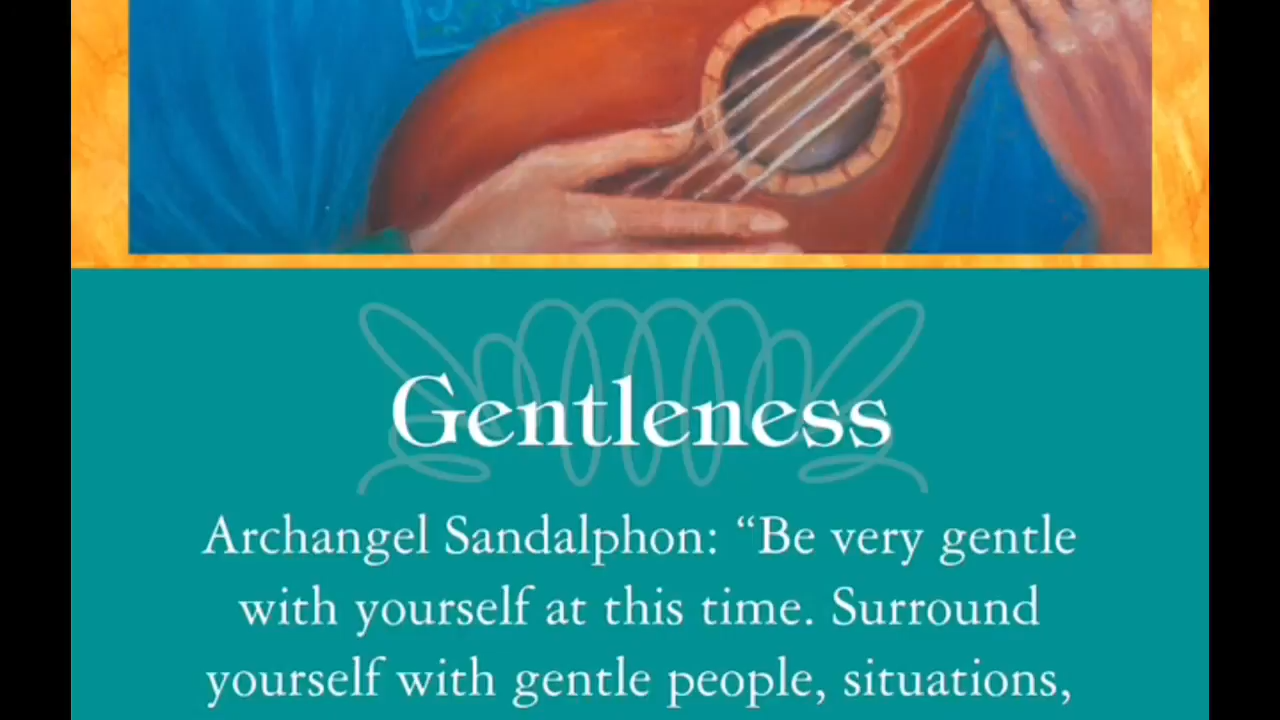 Gentleness
Archangel Sandalphon: “Be very gentle
with yourself at this time. Surround
yourself with gentle people, situations,